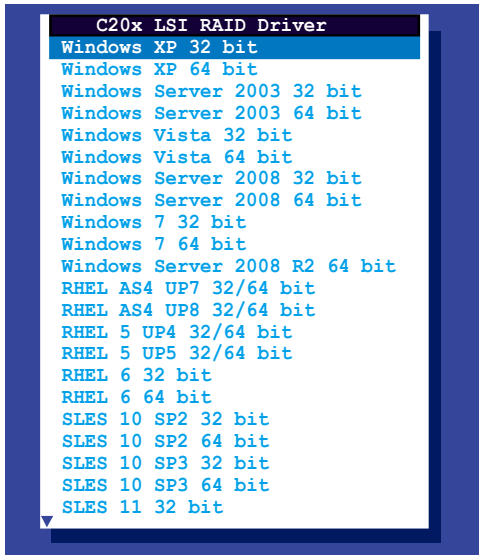 C20x LSI RAID Driver
Windows XP 32 bit
Windows XP 64 bit
Windows Server 2003 32 bit
Windows Server 2003 64 bit
Windows Vista 32 bit
Windows Vista 64 bit
Windows Server 2008 32 bit
Windows Server 2008 64 bit
Windows 7 32 bit
Windows 7 64 bit
Windows Server 2008 R2 64 bit
RHEL AS4 UP7 32/64 bit
RHEL AS4 UP8 32/64 bit
RHEL 5 UP4 32/64 bit
RHEL 5 UP5 32/64 bit
RHEL 6 32 bit
RHEL 6 64 bit
SLES 10 SP2 32 bit
SLES 10 SP2 64 bit
SLES 10 SP3 32 bit
SLES 10 SP3 64 bit
SLES 11 32 bit